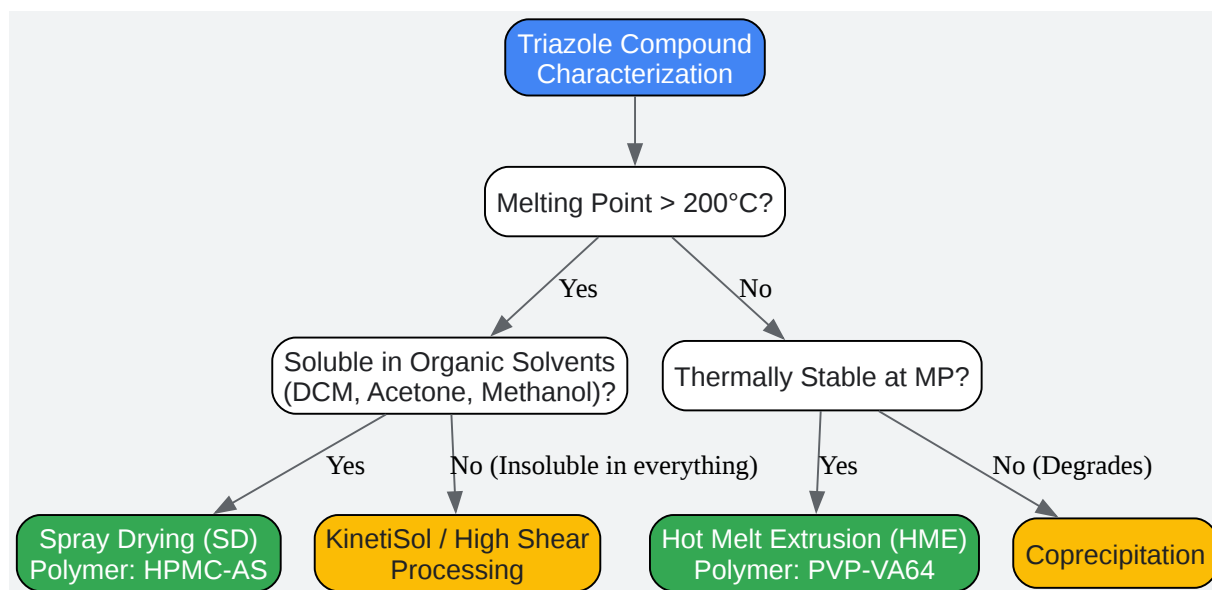 Triazole Compound
Characterization
Melting Point > 200°C?
Yes
No
Soluble in Organic Solvents
(DCM, Acetone, Methanol)?
Thermally Stable at MP?
Yes
No (Insoluble in everything)
Yes
No (Degrades)
Spray Drying (SD)
Polymer: HPMC-AS
KinetiSol / High Shear
Processing
Hot Melt Extrusion (HME)
Polymer: PVP-VA64
Coprecipitation